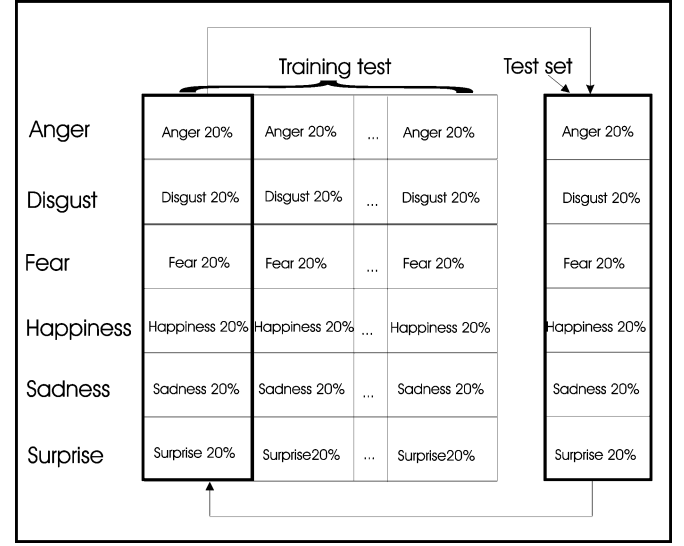 Training test
Test set
Anger Anger 20% Anger 20% ... Anger 20% Anger 20%
Disgust Disgust 20% Disgust 20% ... Disgust 20% Disgust 20%
Fear Fear 20% Fear 20% ... Fear 20% Fear 20%
Happiness Happiness 20% Happiness 20% ... Happiness 20% Happiness 20%
Sadness Sadness 20% Sadness 20% ... Sadness 20% Sadness 20%
Surprise Surprise 20% Surprise20% ... Surprise20% Surprise 20%